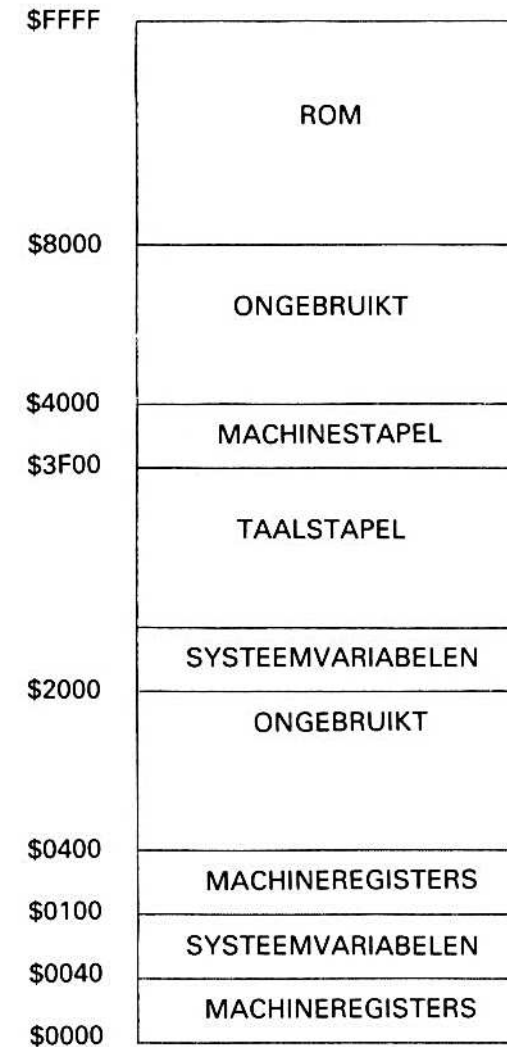 $FFFF
ROM
$8000
ONGEBRUIKT
$4000
MACHINESTAPEL
$3F00
TAALSTAPEL
SYSTEEMVARIABELEN
$2000
ONGEBRUIKT
$0400
MACHINEREGISTERS
$0100
SYSTEEMVARIABELEN
$0040
MACHINEREGISTERS
$0000